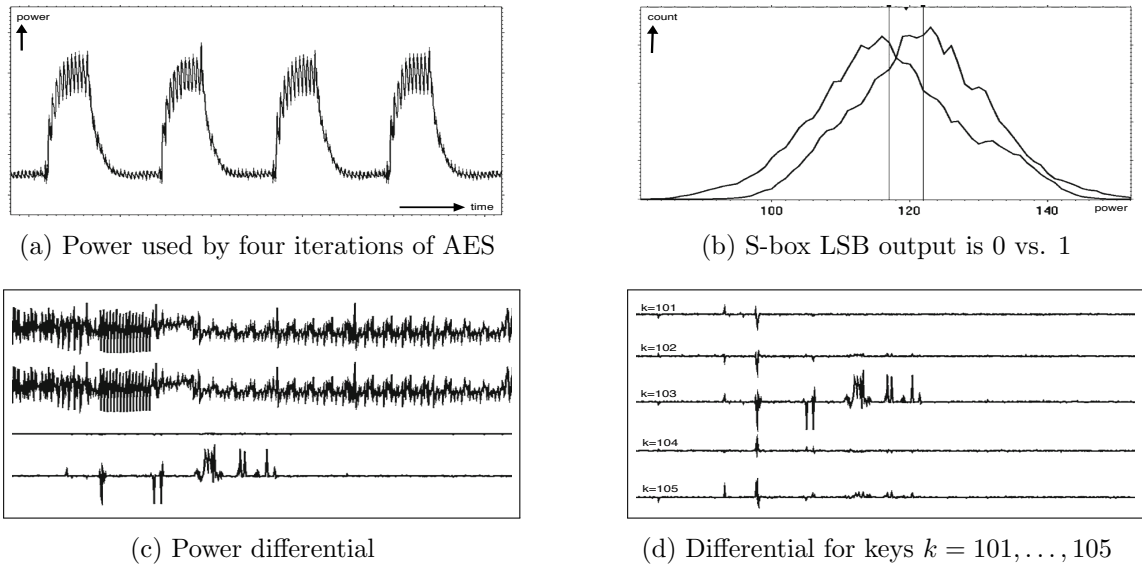 power
time
(a) Power used by four iterations of AES
count
100 120 140
power
(b) S-box LSB output is 0 vs. 1
(c) Power differential
k=101
k=102
k=103
k=104
k=105
(d) Differential for keys k = 101, . . . , 105